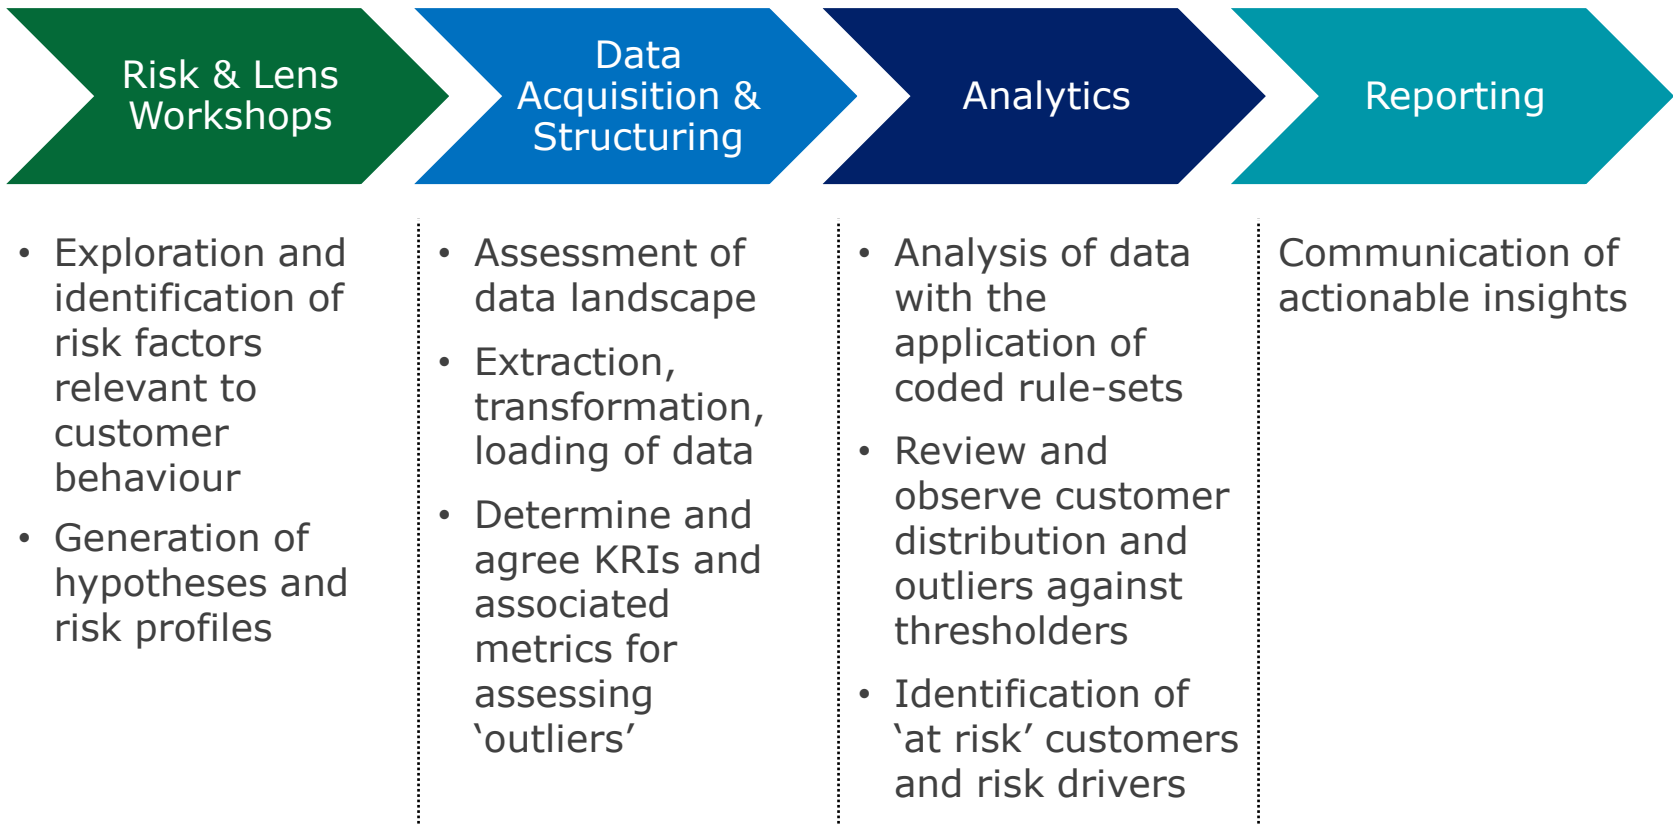 Risk & Lens
Workshops
Data
Acquisition &
Structuring
Analytics
Reporting
• Exploration and
identification of
risk factors
relevant to
customer
behaviour
• Generation of
hypotheses and
risk profiles
• Assessment of
data landscape
• Extraction,
transformation,
loading of data
• Determine and
agree KRIs and
associated
metrics for
assessing
‘outliers’
• Analysis of data
with the
application of
coded rule-sets
• Review and
observe customer
distribution and
outliers against
thresholders
• Identification of
‘at risk’ customers
and risk drivers
Communication of
actionable insights